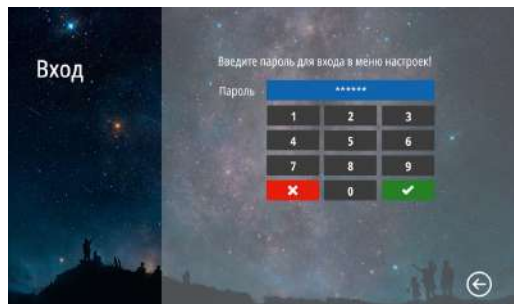 Вход
Введите пароль для входа в меню настроек!
Пароль ******
1 2 3
4 5 6
7 8 9
0